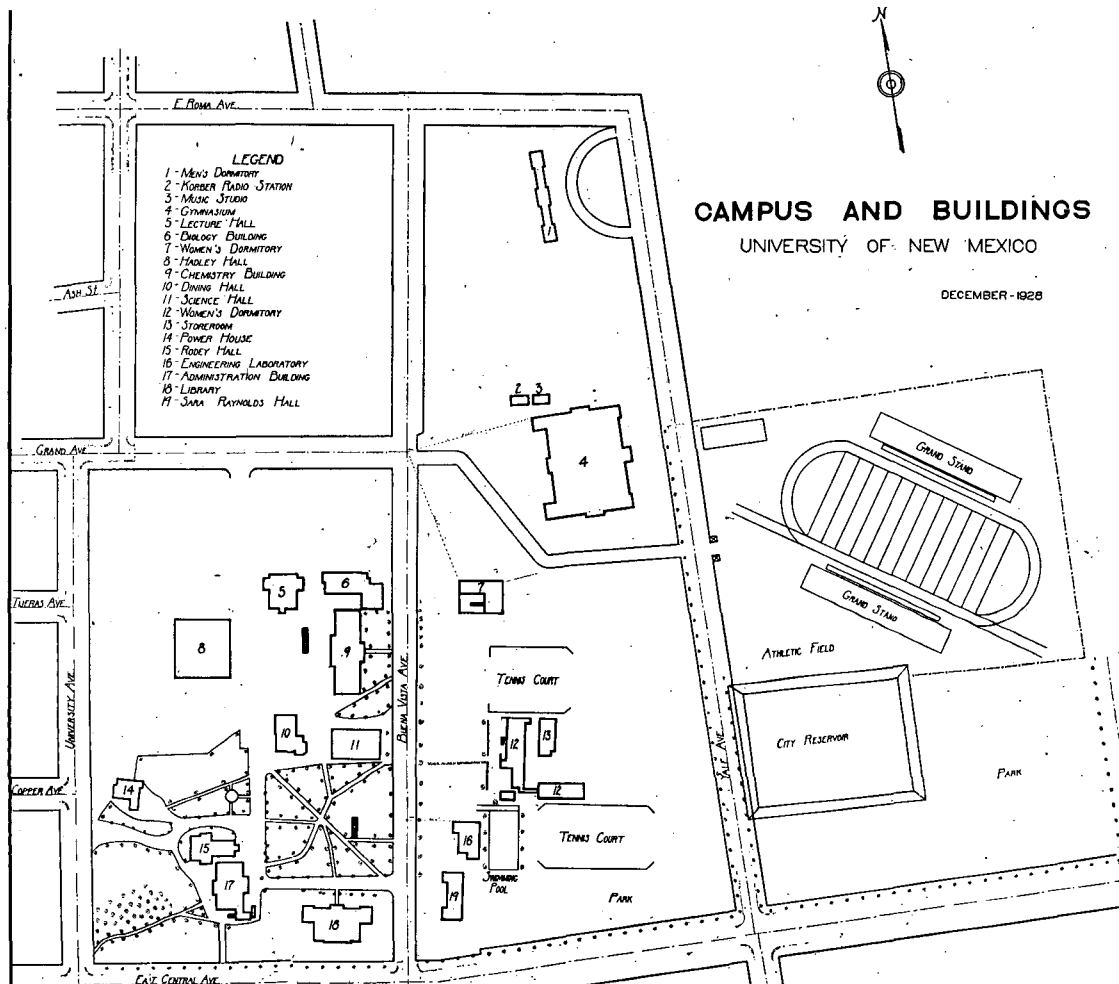 N
E. ROMA AVE.
LEGEND
1 - MEN'S DORMITORY
2 - KORBER RADIO STATION
3 - MUSIC STUDIO
4 - GYMNASIUM
5 - LECTURE HALL
6 - BIOLOGY BUILDING
7 - WOMEN'S DORMITORY
8 - HADLEY HALL
9 - CHEMISTRY BUILDING
10 - DINING HALL
11 - SCIENCE HALL
12 - WOMEN'S DORMITORY
13 - STOREROOM
14 - POWER HOUSE
15 - RODEY HALL
16 - ENGINEERING LABORATORY
17 - ADMINISTRATION BUILDING
18 - LIBRARY
19 - SARA RAYNOLDS HALL
CAMPUS AND BUILDINGS
UNIVERSITY OF NEW MEXICO
DECEMBER - 1928
ASH ST.
1
2
3
GRAND AVE
4
GRAND STAND
GRAND STAND
ATHLETIC FIELD
TIJERAS AVE.
5
6
7
8
9
UNIVERSITY AVE.
BUENA VISTA AVE.
TENNIS COURT
10
11
12
13
CITY RESERVOIR
YALE AVE.
PARK
COPPER AVE.
14
12
15
16
TENNIS COURT
SWIMMING
POOL
17
18
19
PARK
EAST CENTRAL AVE.